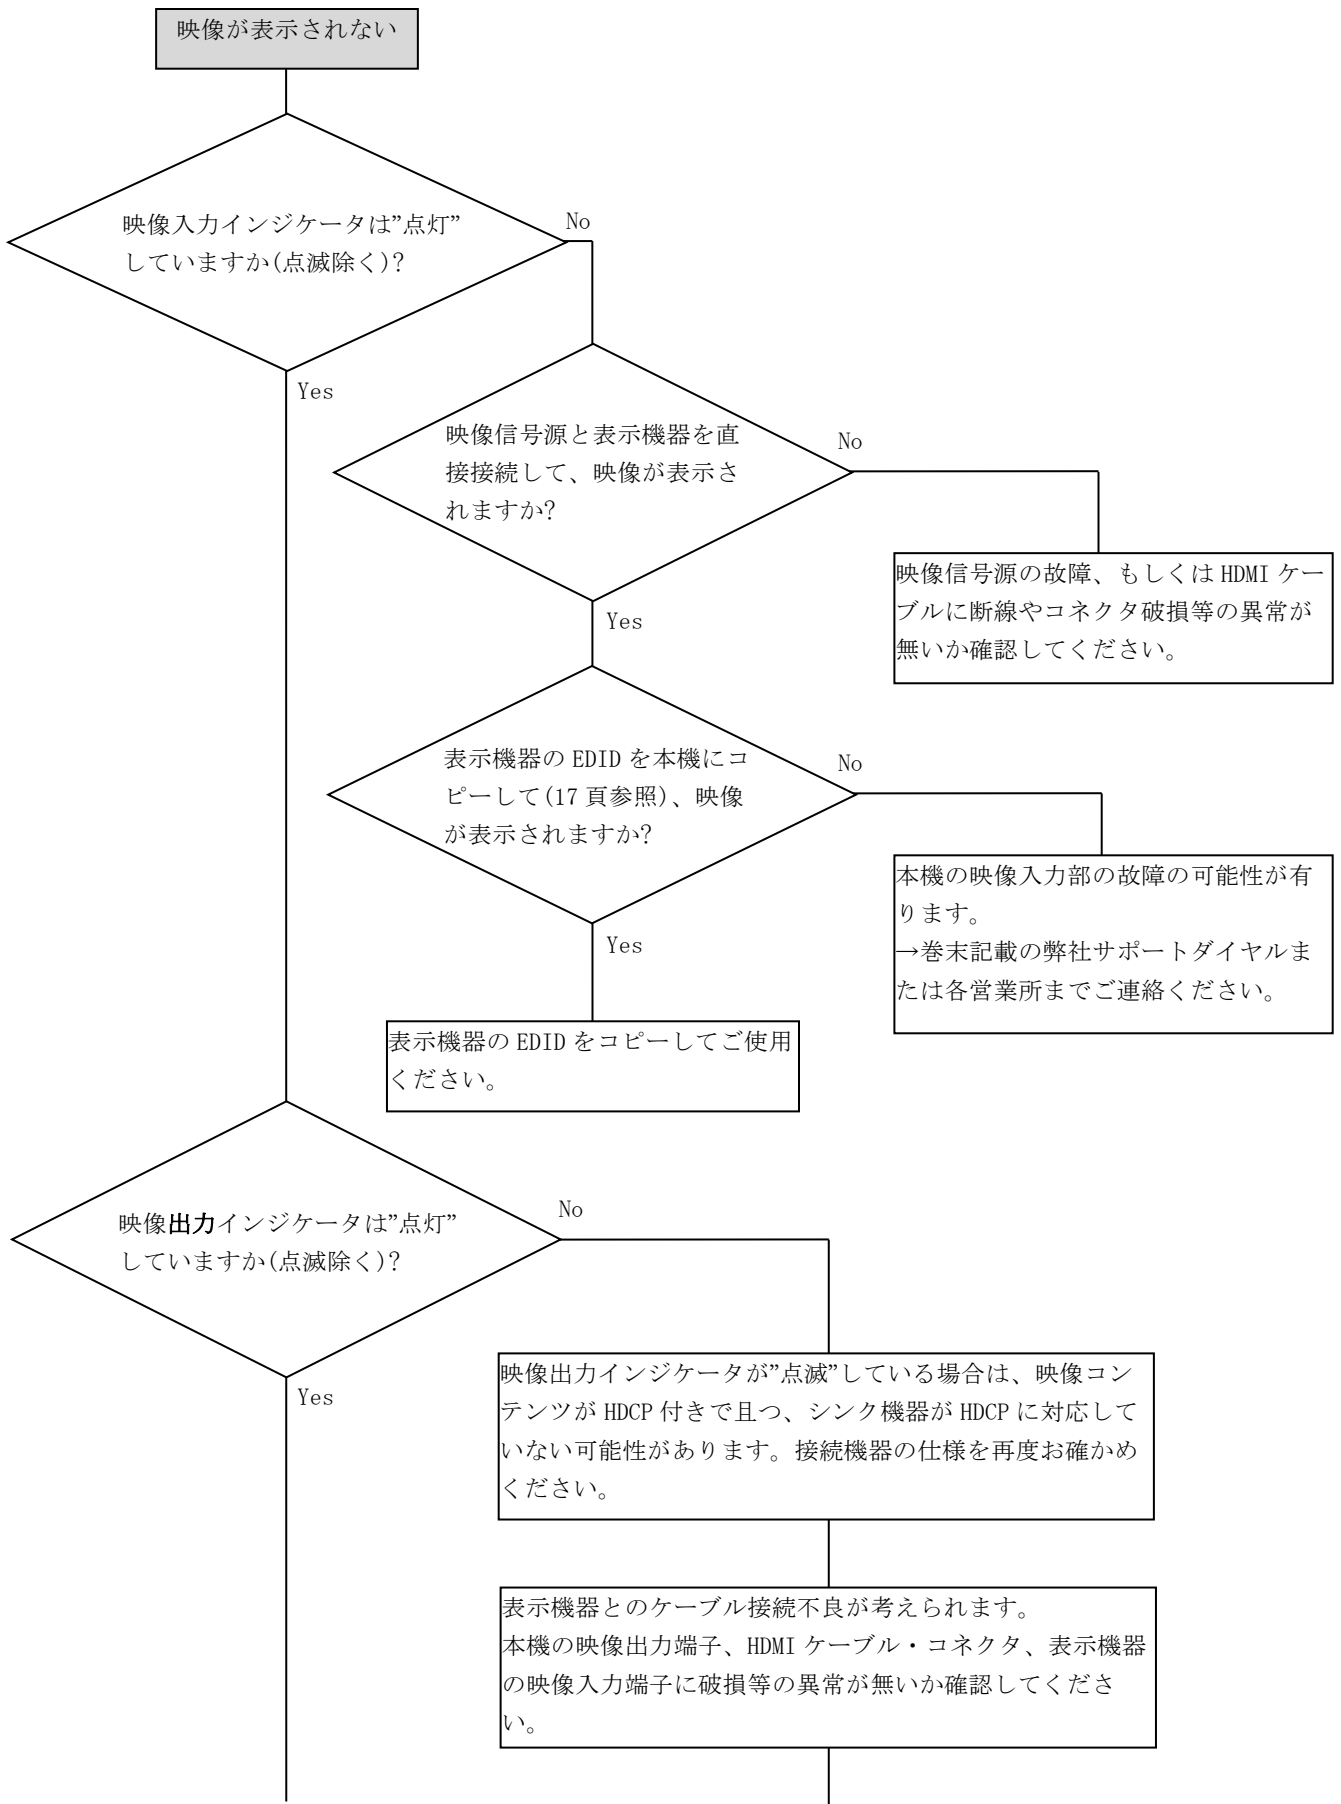 映像が表示されない
映像入力インジケータは”点灯”
していますか(点滅除く)?
No
Yes
映像信号源と表示機器を直
接接続して、映像が表示さ
れますか?
No
映像信号源の故障、もしくは HDMI ケー
ブルに断線やコネクタ破損等の異常が
無いか確認してください。
Yes
表示機器の EDID を本機にコ
ピーして(17 頁参照)、映像
が表示されますか?
No
本機の映像入力部の故障の可能性が有
ります。
→巻末記載の弊社サポートダイヤルま
たは各営業所までご連絡ください。
Yes
表示機器の EDID をコピーしてご使用
ください。
映像出力インジケータは”点灯”
していますか(点滅除く)?
No
Yes
映像出力インジケータが”点滅”している場合は、映像コン
テンツが HDCP 付きで且つ、シンク機器が HDCP に対応して
いない可能性があります。接続機器の仕様を再度お確かめ
ください。
表示機器とのケーブル接続不良が考えられます。
本機の映像出力端子、HDMI ケーブル・コネクタ、表示機器
の映像入力端子に破損等の異常が無いか確認してくださ
い。